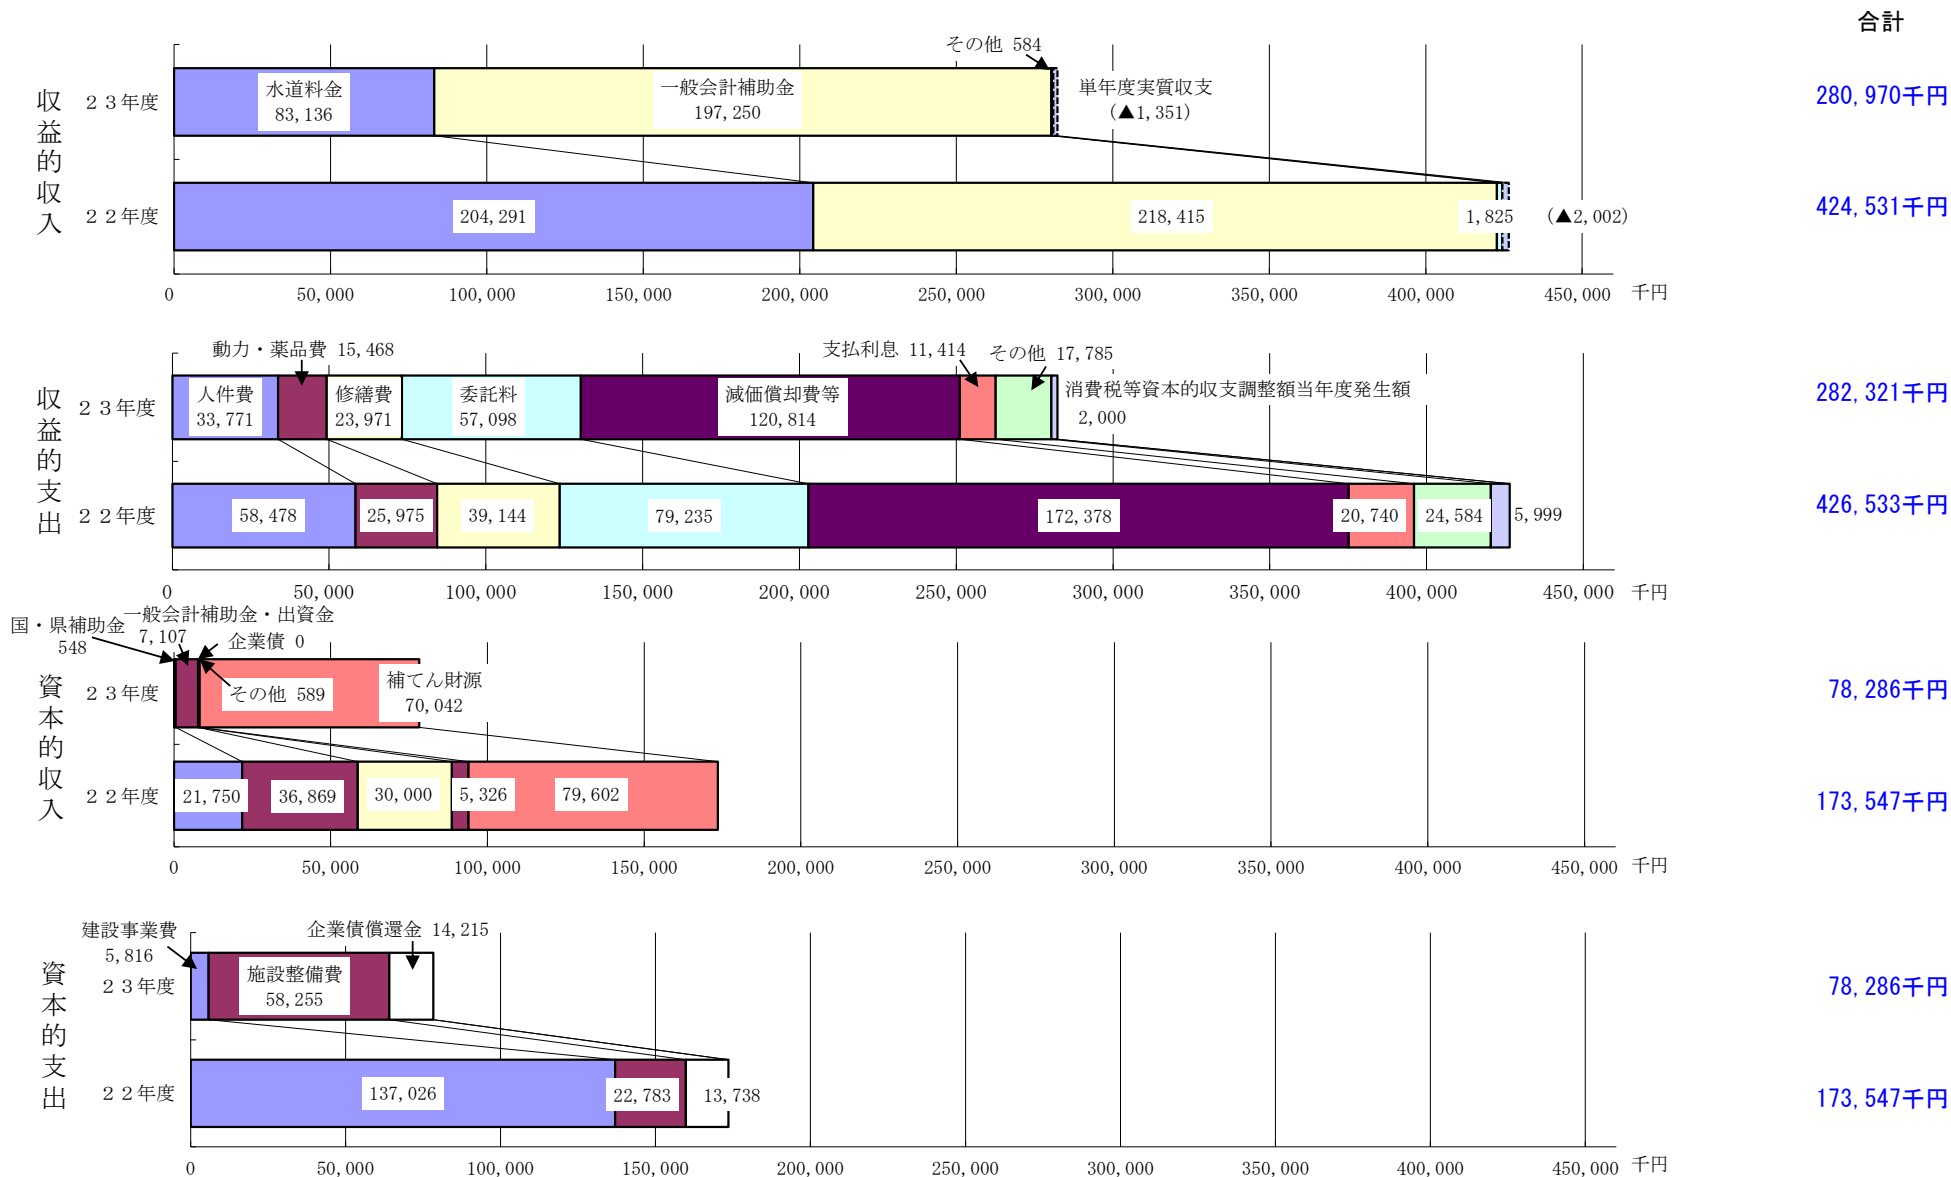 合計
収益的収入
その他 584
２３年度
水道料金
83,136
一般会計補助金
197,250
単年度実質収支
(▲1,351)
280,970千円
２２年度
204,291
218,415
1,825
(▲2,002)
424,531千円
0 50,000 100,000 150,000 200,000 250,000 300,000 350,000 400,000 450,000 千円
収益的支出
動力・薬品費 15,468
支払利息 11,414
その他 17,785
２３年度
人件費
33,771
修繕費
23,971
委託料
57,098
減価償却費等
120,814
消費税等資本的収支調整額当年度発生額
2,000
282,321千円
２２年度
58,478
25,975
39,144
79,235
172,378
20,740
24,584
5,999
426,533千円
0 50,000 100,000 150,000 200,000 250,000 300,000 350,000 400,000 450,000 千円
資本的収入
国・県補助金
548
一般会計補助金・出資金
7,107
企業債 0
２３年度
その他 589
補てん財源
70,042
78,286千円
２２年度
21,750
36,869
30,000
5,326
79,602
173,547千円
0 50,000 100,000 150,000 200,000 250,000 300,000 350,000 400,000 450,000 千円
資本的支出
建設事業費
5,816
企業債償還金 14,215
２３年度
施設整備費
58,255
78,286千円
２２年度
137,026
22,783
13,738
173,547千円
0 50,000 100,000 150,000 200,000 250,000 300,000 350,000 400,000 450,000 千円